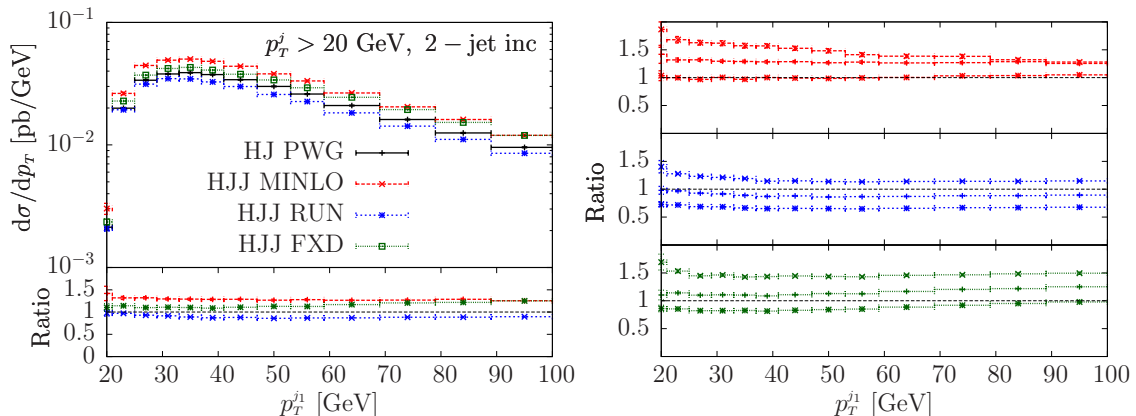 10⁻¹
10⁻²
10⁻³
dσ/dp_T [pb/GeV]
p_T^j > 20 GeV, 2 − jet inc
HJ PWG
HJJ MINLO
HJJ RUN
HJJ FXD
Ratio
1.5
1
0.5
0
20 30 40 50 60 70 80 90 100
p_T^{j1} [GeV]
Ratio
1.5
1
0.5
1.5
1
0.5
1.5
1
0.5
20 30 40 50 60 70 80 90 100
p_T^{j1} [GeV]